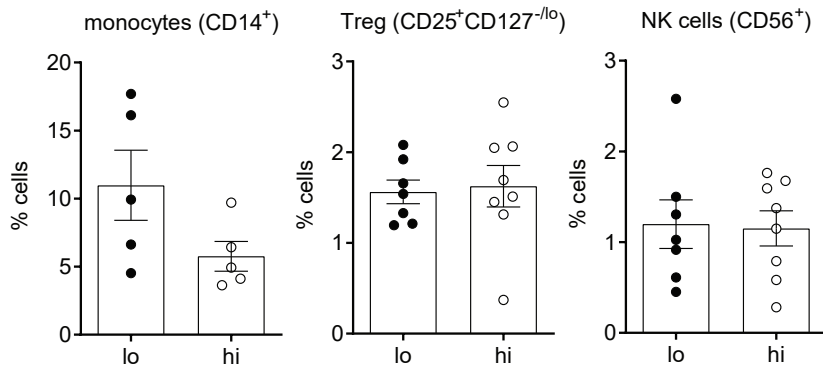 monocytes (CD14⁺)
% cells
20
15
10
5
0
lo hi
Treg (CD25⁺CD127⁻/ˡᵒ)
% cells
3
2
1
0
lo hi
NK cells (CD56⁺)
% cells
3
2
1
0
lo hi